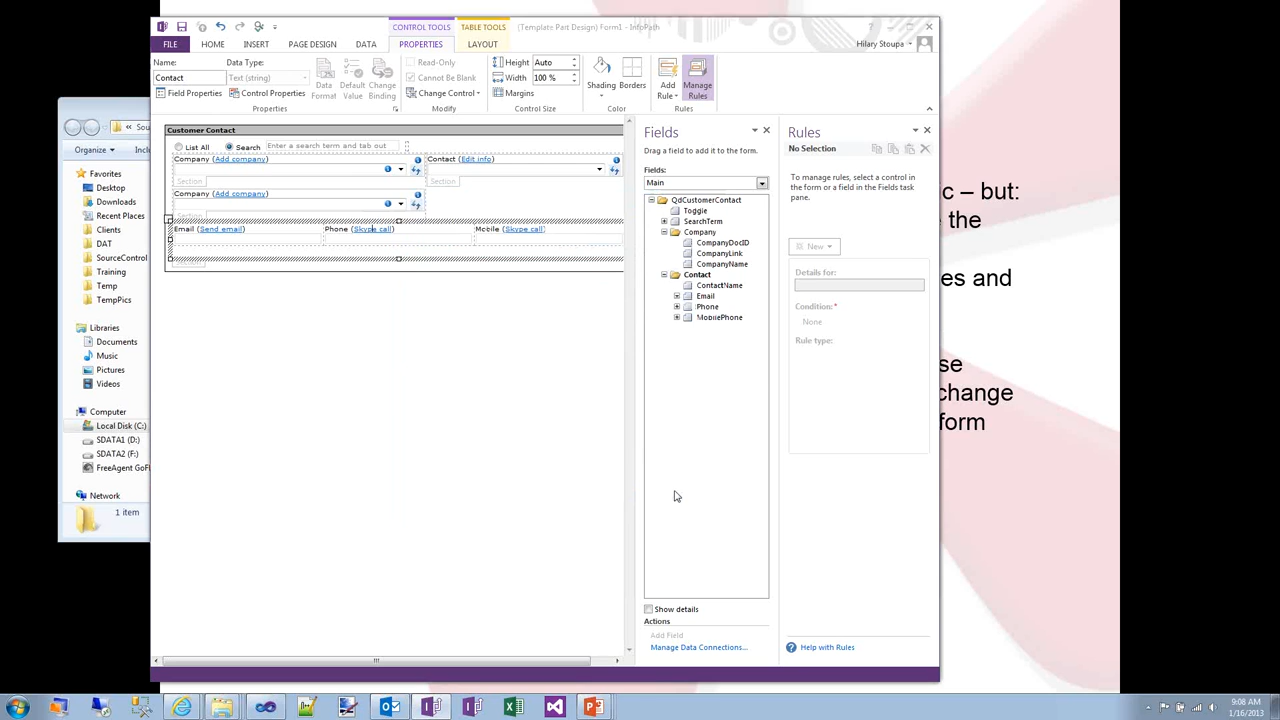 CONTROL TOOLS
TABLE TOOLS
(Template Part Design) Form1 - InfoPath
?
FILE
HOME
INSERT
PAGE DESIGN
DATA
PROPERTIES
LAYOUT
Hilary Stoupa
Name:
Data Type:
Contact
Text (string)
Field Properties
Control Properties
Properties
Data Format
Default Value
Change Binding
Read-Only
Cannot Be Blank
Change Control
Modify
Height
Auto
Width
100 %
Margins
Control Size
Shading
Borders
Color
Add Rule
Manage Rules
Rules
Organize
Favorites
Desktop
Downloads
Recent Places
Clients
DAT
SourceControl
Training
Temp
TempPics
Libraries
Documents
Music
Pictures
Videos
Computer
Local Disk (C:)
SDATA1 (D:)
SDATA2 (F:)
Network
1 item
Customer Contact
List All
Search
Enter a search term and tab out
Company (Add company)
Contact (Edit info)
Section
Section
Company (Add company)
Email (Send email)
Phone (Skype call)
Mobile (Skype call)
Fields
Drag a field to add it to the form.
Fields:
Main
QdCustomerContact
Toggle
SearchTerm
Company
CompanyDocID
CompanyLink
CompanyName
Contact
ContactName
Email
Phone
MobilePhone
Show details
Actions
Add Field
Manage Data Connections...
Rules
No Selection
To manage rules, select a control in the form or a field in the Fields task pane.
New
Details for:
Condition: *
None
Rule type:
Help with Rules
– but:
the
and
change
form
9:08 AM
1/16/2013